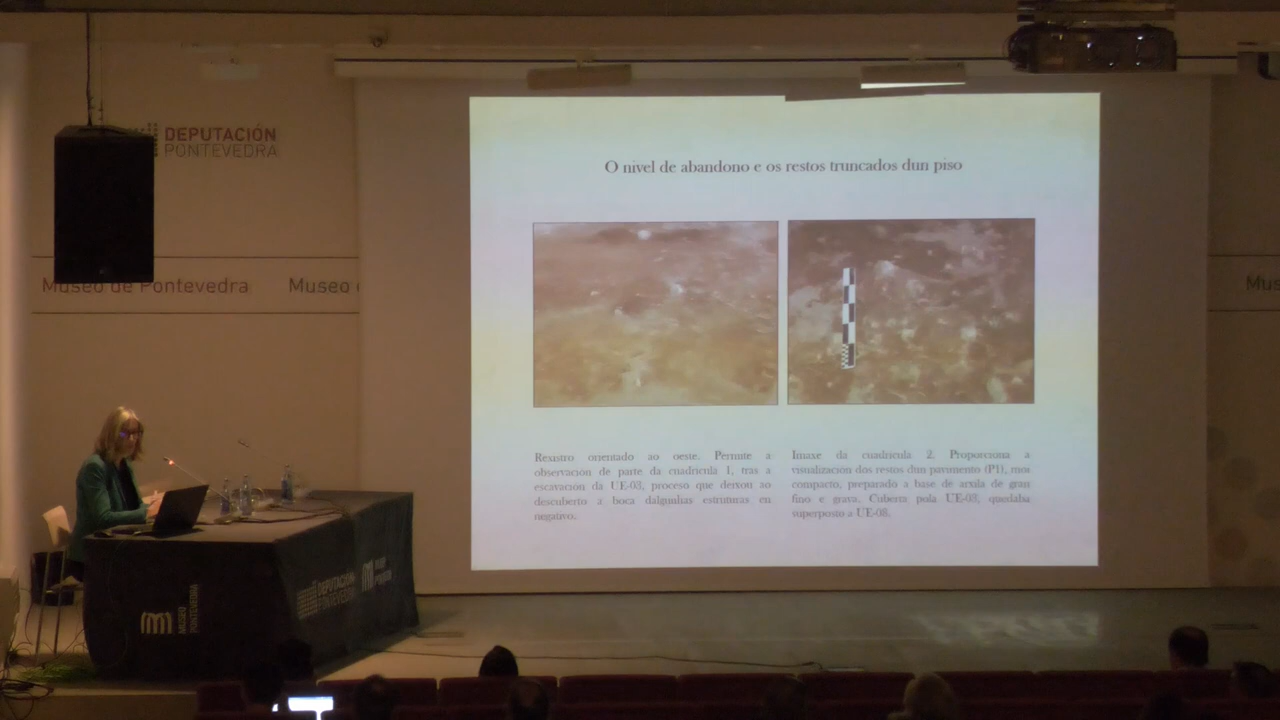 DEPUTACIÓN
PONTEVEDRA
Museo de Pontevedra
Museo
Mus
O nivel de abandono e os restos truncados dun piso
Rexistro orientado ao oeste. Permite a
observación de parte da cuadrícula 1, tras a
escavación da UE-03, proceso que deixou ao
descuberto a boca dalgunhas estruturas en
negativo.
Imaxe da cuadrícula 2. Proporciona a
visualización dos restos dun pavimento (P1), moi
compacto, preparado a base de arxila de gran
fino e grava. Cuberta pola UE-03, quedaba
superposto a UE-08.
MUSEO
PONTEVEDRA
DEPUTACIÓN
PONTEVEDRA